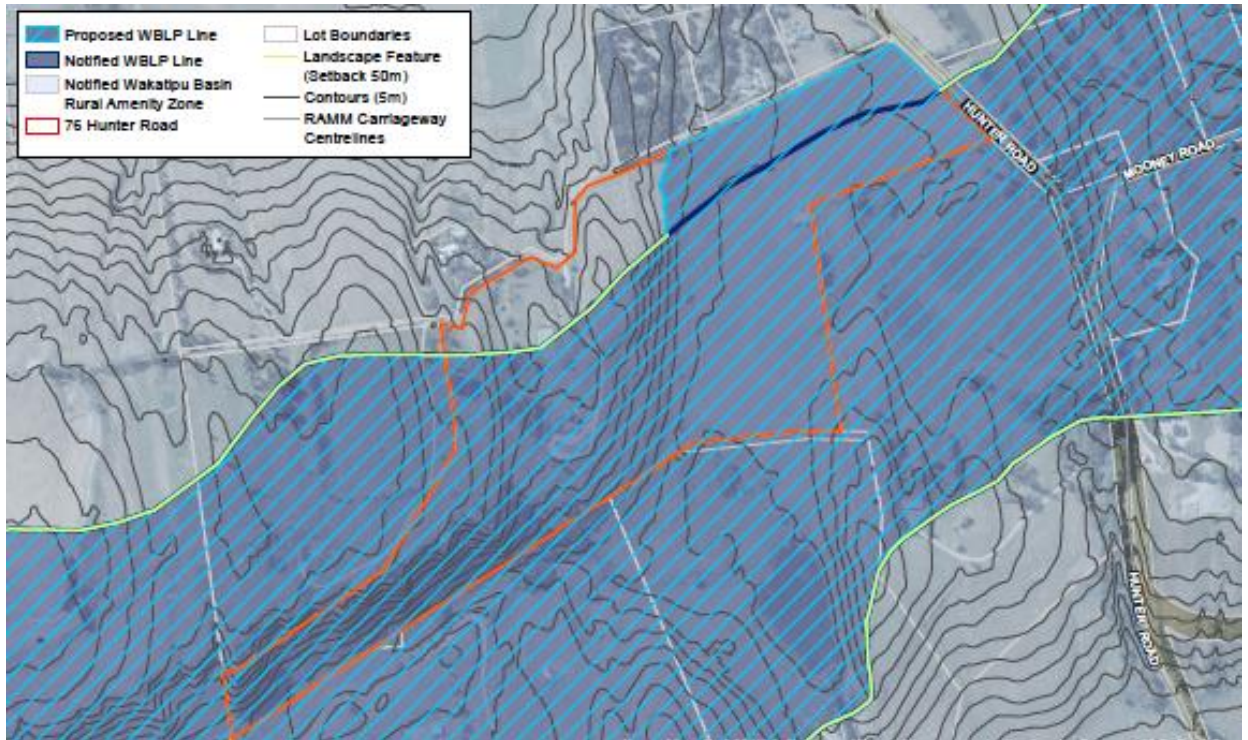 Proposed WBLP Line
Notified WBLP Line
Notified Wakatipu Basin
Rural Amenity Zone
76 Hunter Road
Lot Boundaries
Landscape Feature
(Setback 50m)
Contours (5m)
RAMM Carriageway
Centrelines
HUNTER ROAD
MOONEY ROAD
HUNTER ROAD